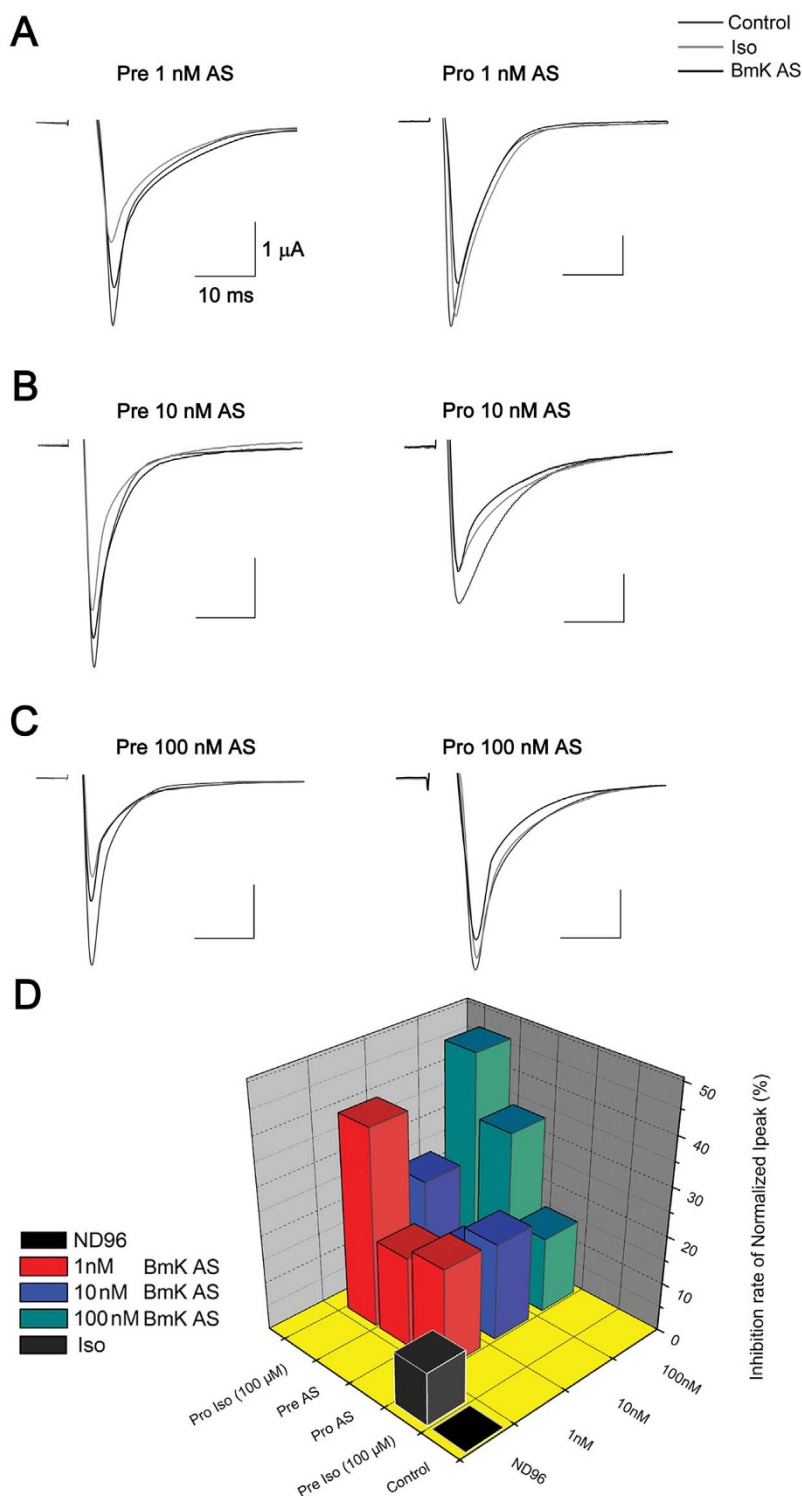 A
Control
Iso
BmK AS
Pre 1 nM AS
Pro 1 nM AS
1 μA
10 ms
B
Pre 10 nM AS
Pro 10 nM AS
C
Pre 100 nM AS
Pro 100 nM AS
D
50
40
30
20
10
0
Inhibition rate of Normalized Ipeak (%)
ND96
1nM BmK AS
10nM BmK AS
100nM BmK AS
Iso
Pro Iso (100 μM)
Pre AS
Pro AS
Pre Iso (100 μM)
Control
ND96
1nM
10nM
100nM